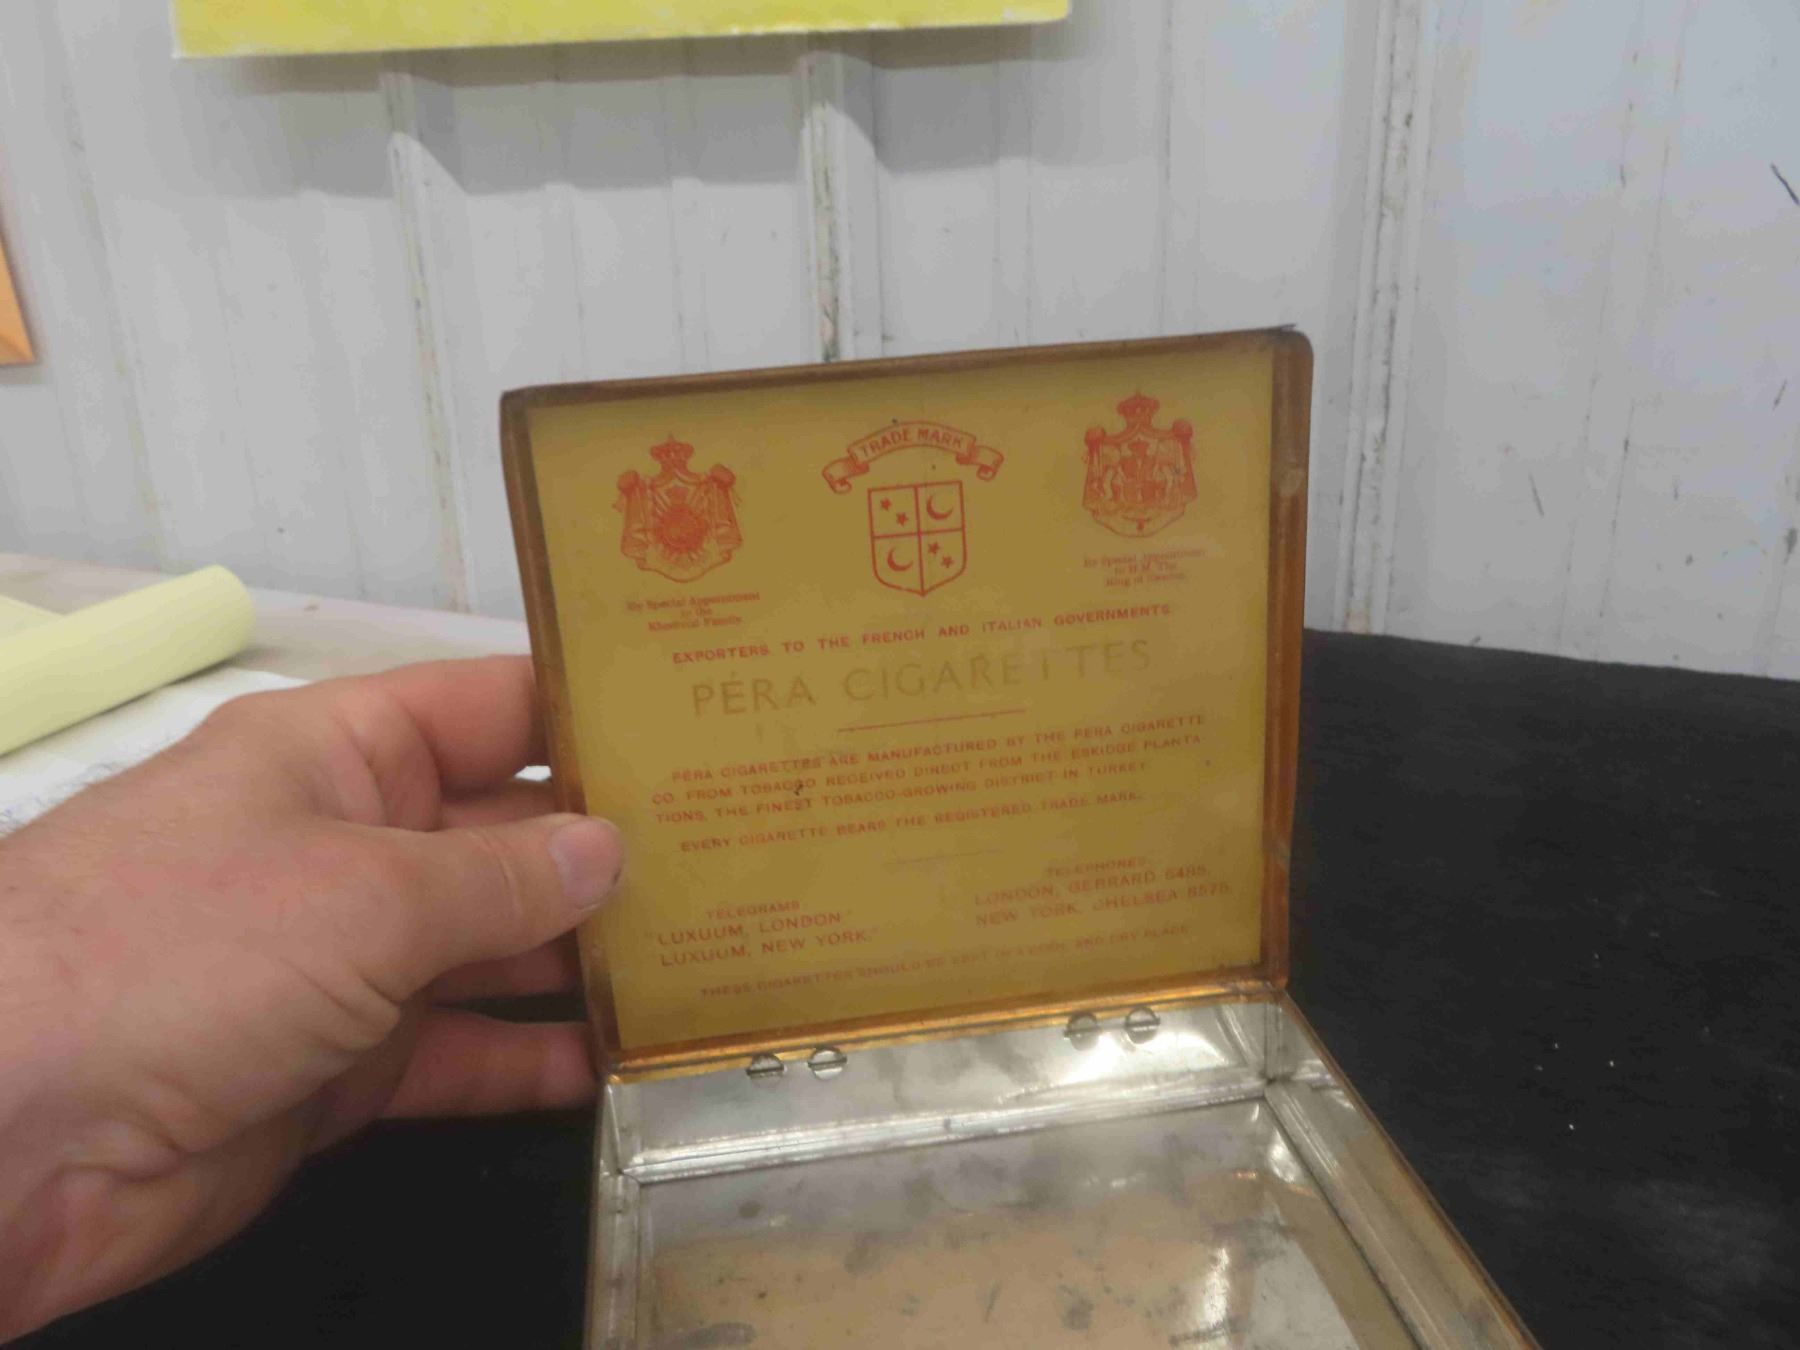 TRADE MARK
By Special Appointment
to the
Khedivial Family.
By Special Appointment
to H.M. The
King of
EXPORTERS TO THE FRENCH AND ITALIAN GOVERNMENTS
PÉRA CIGARETTES
PÉRA CIGARETTES ARE MANUFACTURED BY THE PERA CIGARETTE
CO. FROM TOBACCO RECEIVED DIRECT FROM THE ESKIDGE PLANTA-
TIONS, THE FINEST TOBACCO-GROWING DISTRICT IN TURKEY.
EVERY CIGARETTE BEARS THE REGISTERED TRADE MARK.
TELEGRAMS
"LUXUUM, LONDON."
"LUXUUM, NEW YORK."
TELEPHONES
LONDON, GERRARD 6485.
NEW YORK, CHELSEA 8575.
THESE CIGARETTES SHOULD BE KEPT IN A COOL AND DRY PLACE